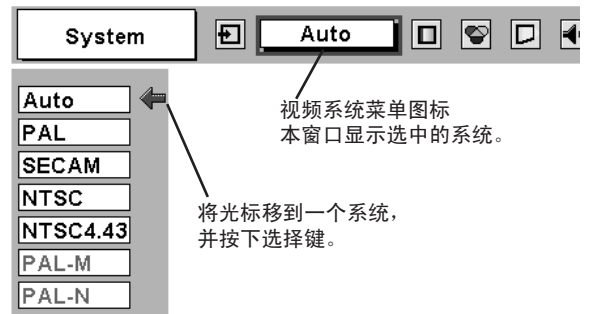 System
Auto
视频系统菜单图标
本窗口显示选中的系统。
Auto
PAL
SECAM
NTSC
NTSC4.43
PAL-M
PAL-N
将光标移到一个系统，
并按下选择键。